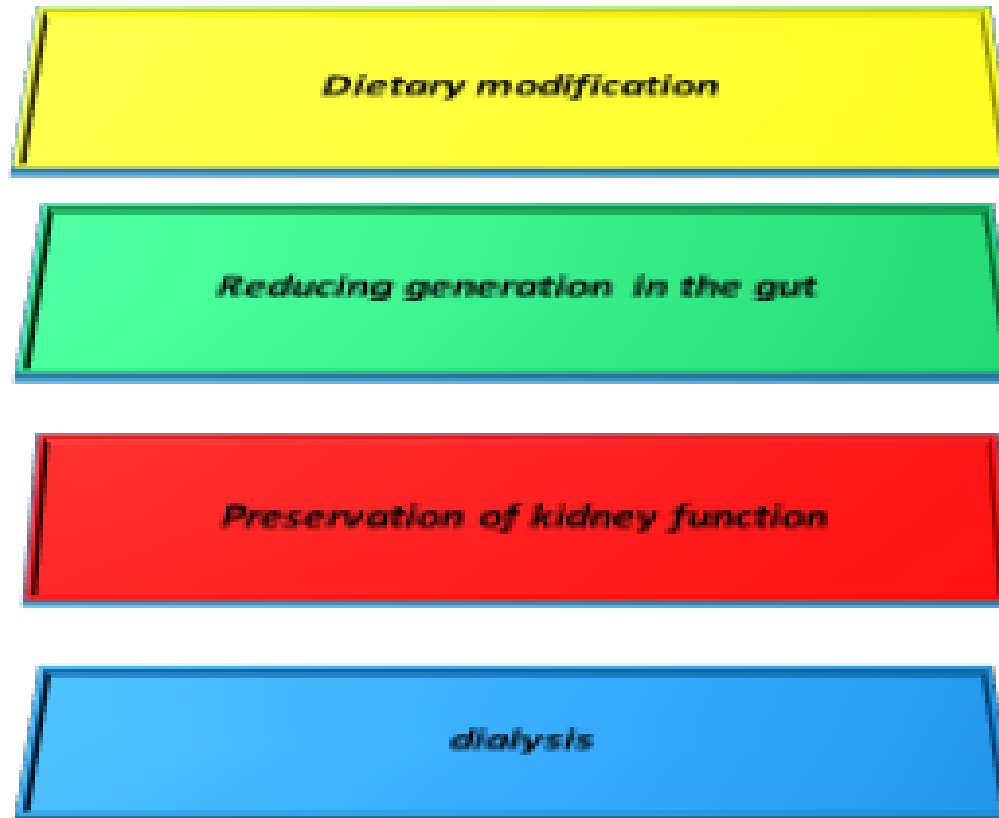 Dietary modification
Reducing generation in the gut
Preservation of kidney function
dialysis